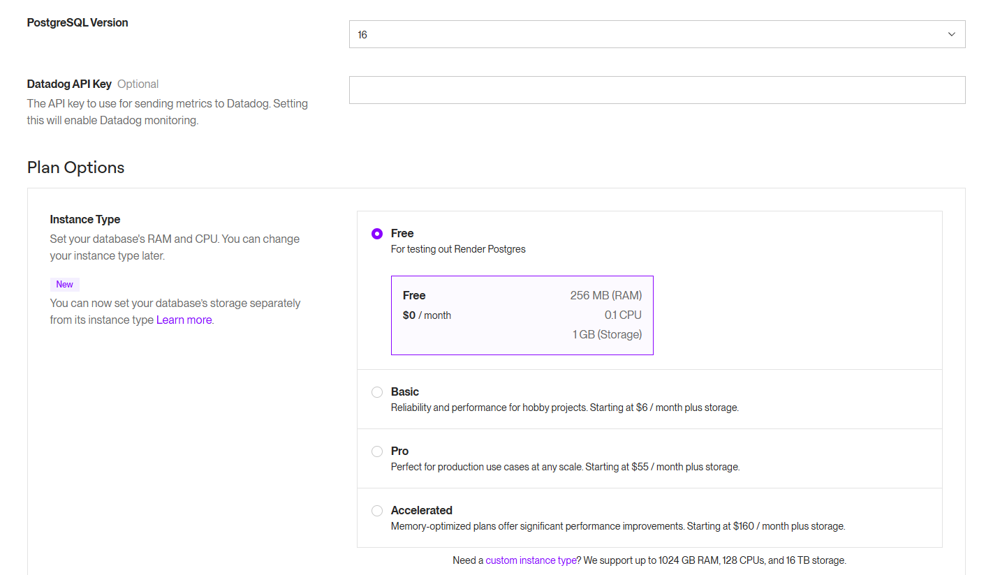 PostgreSQL Version
16
Datadog API Key Optional
The API key to use for sending metrics to Datadog. Setting
this will enable Datadog monitoring.
Plan Options
Instance Type
Set your database's RAM and CPU. You can change
your instance type later.
New
You can now set your database's storage separately
from its instance type Learn more.
Free
For testing out Render Postgres
Free 256 MB (RAM)
$0 / month 0.1 CPU
1 GB (Storage)
Basic
Reliability and performance for hobby projects. Starting at $6 / month plus storage.
Pro
Perfect for production use cases at any scale. Starting at $55 / month plus storage.
Accelerated
Memory-optimized plans offer significant performance improvements. Starting at $160 / month plus storage.
Need a custom instance type? We support up to 1024 GB RAM, 128 CPUs, and 16 TB storage.